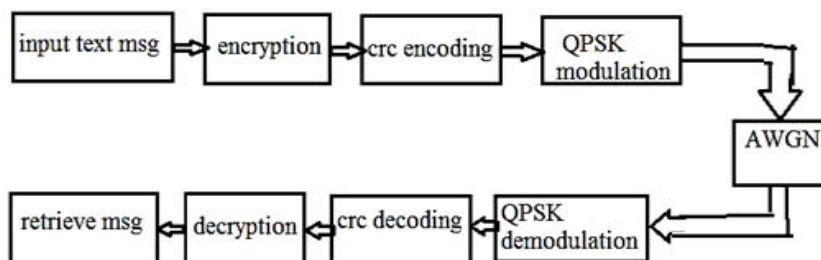 input text msg
encryption
crc encoding
QPSK
modulation
AWGN
QPSK
demodulation
crc decoding
decryption
retrieve msg